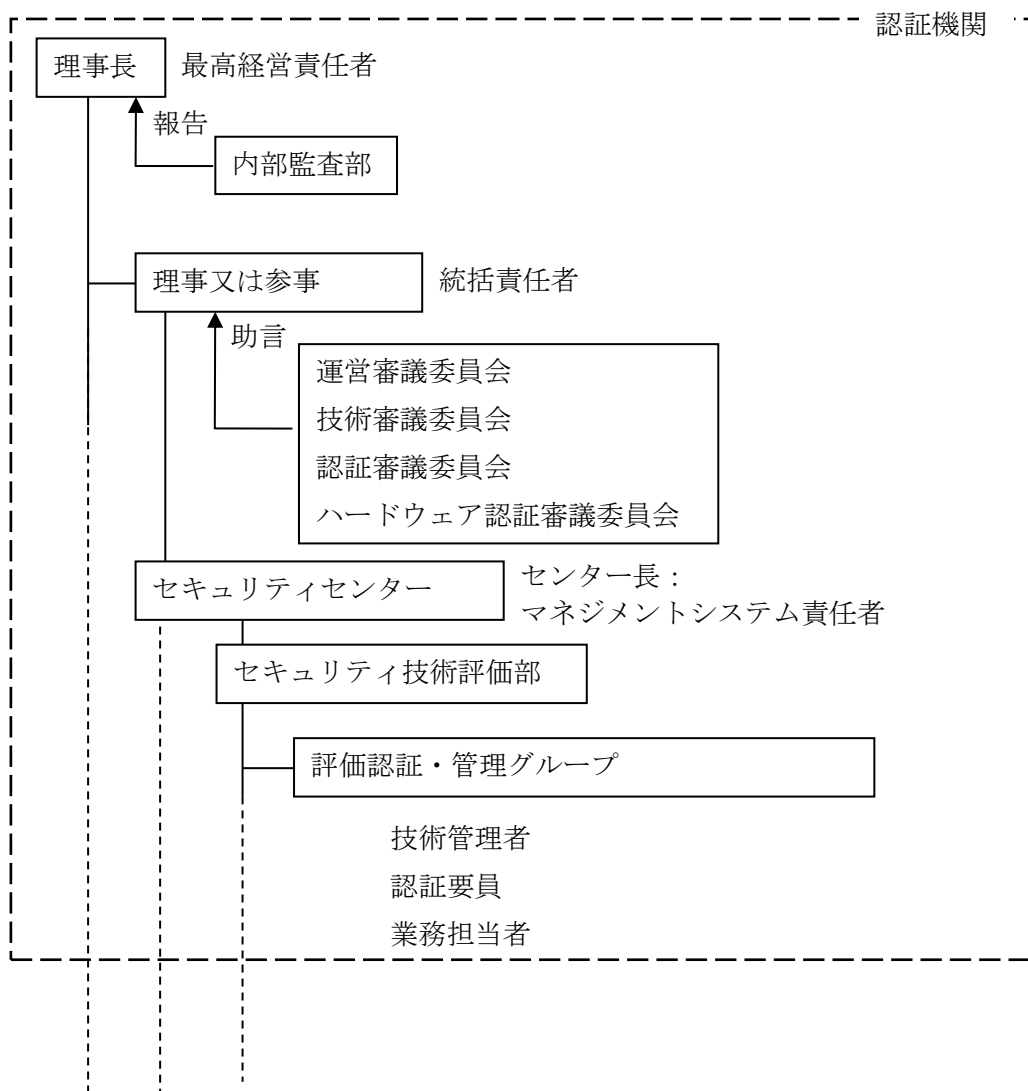 認証機関
理事長
最高経営責任者
報告
内部監査部
理事又は参事
統括責任者
助言
運営審議委員会
技術審議委員会
認証審議委員会
ハードウェア認証審議委員会
セキュリティセンター
センター長：
マネジメントシステム責任者
セキュリティ技術評価部
評価認証・管理グループ
技術管理者
認証要員
業務担当者